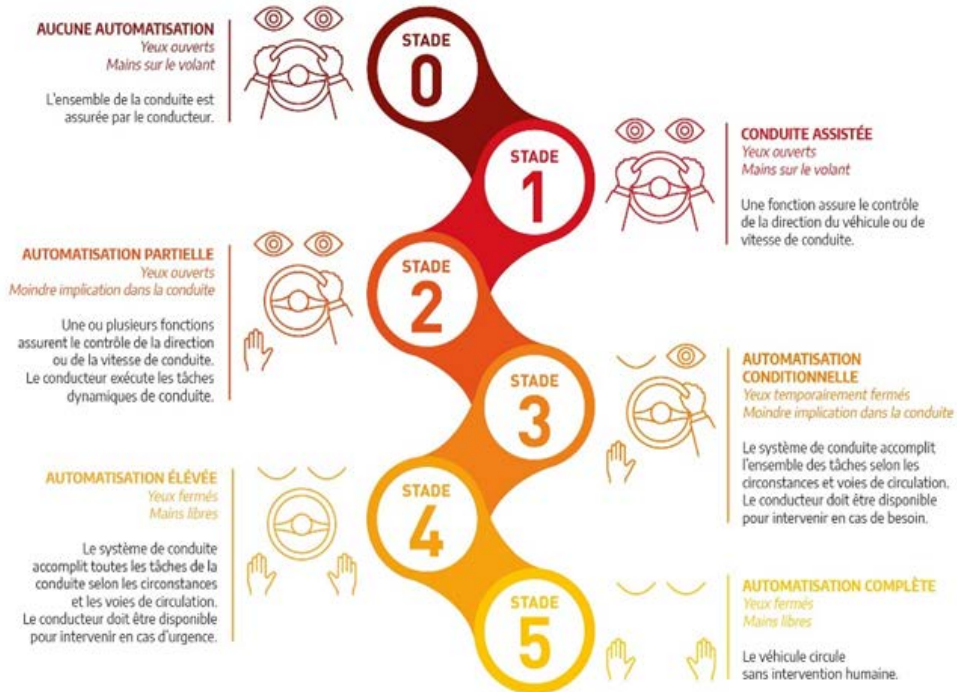 AUCUNE AUTOMATISATION
Yeux ouverts
Mains sur le volant
L'ensemble de la conduite est
assurée par le conducteur.
STADE
0
STADE
1
CONDUITE ASSISTÉE
Yeux ouverts
Mains sur le volant
Une fonction assure le contrôle
de la direction du véhicule ou de
vitesse de conduite.
AUTOMATISATION PARTIELLE
Yeux ouverts
Moindre implication dans la conduite
Une ou plusieurs fonctions
assurent le contrôle de la direction
ou de la vitesse de conduite.
Le conducteur exécute les tâches
dynamiques de conduite.
STADE
2
STADE
3
AUTOMATISATION
CONDITIONNELLE
Yeux temporairement fermés
Moindre implication dans la conduite
Le système de conduite accomplit
l'ensemble des tâches selon les
circonstances et voies de circulation.
Le conducteur doit être disponible
pour intervenir en cas de besoin.
AUTOMATISATION ÉLEVÉE
Yeux fermés
Mains libres
Le système de conduite
accomplit toutes les tâches de la
conduite selon les circonstances
et les voies de circulation.
Le conducteur doit être disponible
pour intervenir en cas d'urgence.
STADE
4
STADE
5
AUTOMATISATION COMPLÈTE
Yeux fermés
Mains libres
Le véhicule circule
sans intervention humaine.